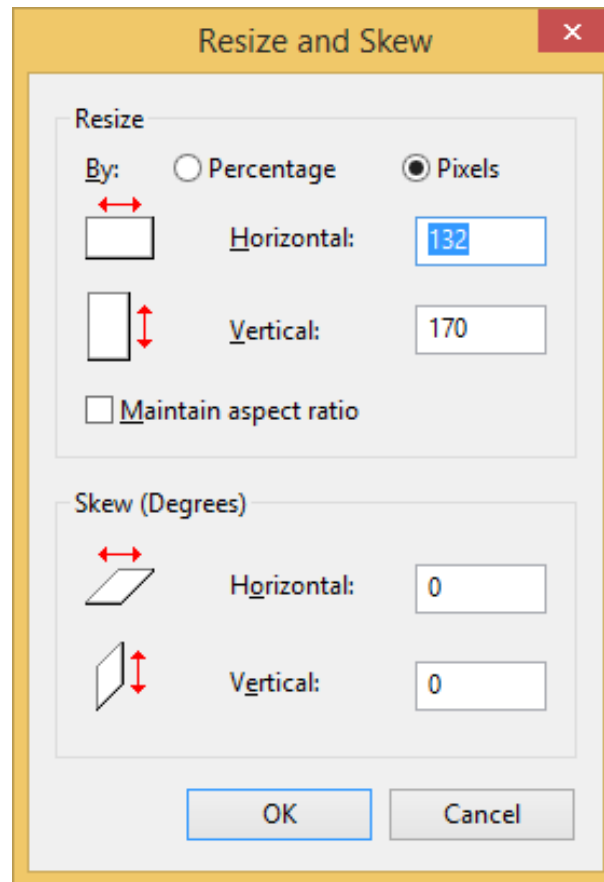 Resize and Skew
Resize
By: Percentage Pixels
Horizontal: 132
Vertical: 170
Maintain aspect ratio
Skew (Degrees)
Horizontal: 0
Vertical: 0
OK Cancel